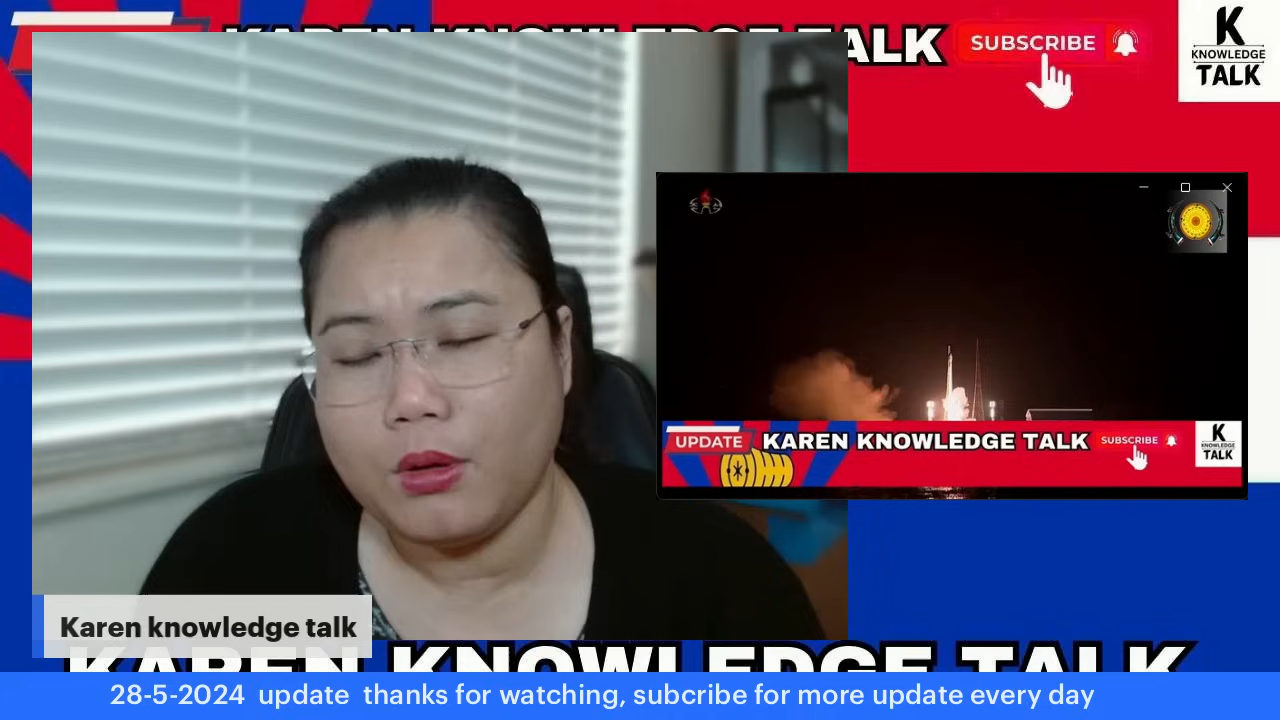 KAREN KNOWLEDGE TALK
SUBSCRIBE
K
KNOWLEDGE
TALK
UPDATE
KAREN KNOWLEDGE TALK
SUBSCRIBE
K
KNOWLEDGE
TALK
Karen knowledge talk
KAREN KNOWLEDGE TALK
28-5-2024 update thanks for watching, subcribe for more update every day